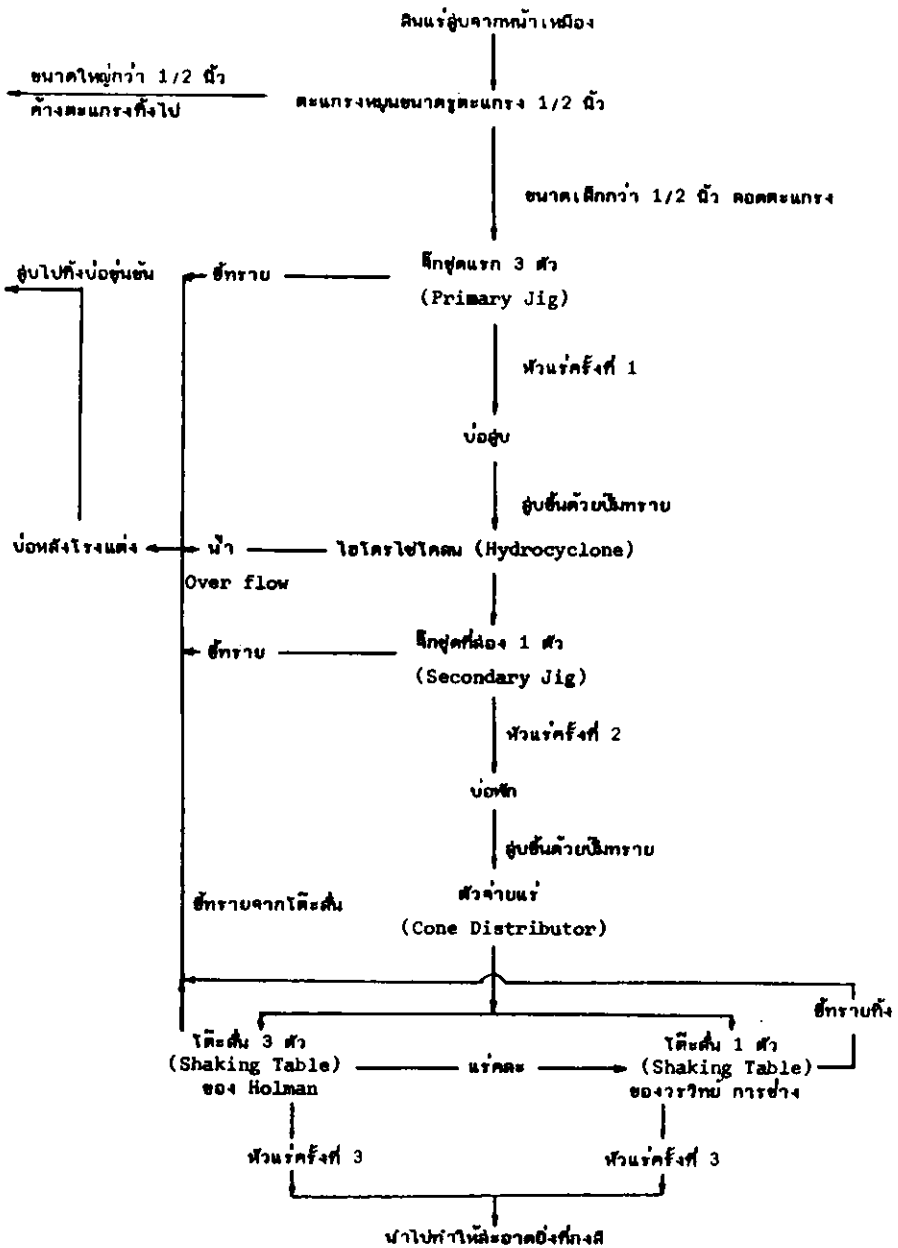 สินแร่สูบจากหน้าเหมือง
ขนาดใหญ่กว่า 1/2 นิ้ว
ค้างตะแกรงทิ้งไป
ตะแกรงหมุนขนาดรูตะแกรง 1/2 นิ้ว
ขนาดเล็กกว่า 1/2 นิ้ว ลอดตะแกรง
สูบไปทิ้งบ่อขุ่นข้น
ขี้ทราย
จิ๊กชุดแรก 3 ตัว
(Primary Jig)
หัวแร่ครั้งที่ 1
บ่อสูบ
สูบขึ้นด้วยปั๊มทราย
บ่อหลังโรงแต่ง
น้ำ
ไฮโดรไซโคลน (Hydrocyclone)
Over flow
ขี้ทราย
จิ๊กชุดที่สอง 1 ตัว
(Secondary Jig)
หัวแร่ครั้งที่ 2
บ่อพัก
สูบขึ้นด้วยปั๊มทราย
ขี้ทรายจากโต๊ะสั่น
ตัวจ่ายแร่
(Cone Distributor)
ขี้ทรายทิ้ง
โต๊ะสั่น 3 ตัว
(Shaking Table)
ของ Holman
แร่คละ
โต๊ะสั่น 1 ตัว
(Shaking Table)
ของวรวิทย์ การช่าง
หัวแร่ครั้งที่ 3
หัวแร่ครั้งที่ 3
นำไปทำให้สะอาดยิ่งที่กงสี